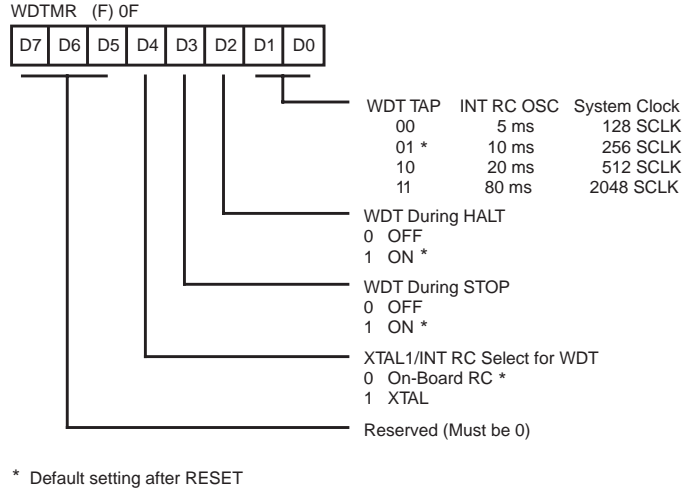 WDTMR (F) 0F
D7 D6 D5 D4 D3 D2 D1 D0
WDT TAP INT RC OSC System Clock
00 5 ms 128 SCLK
01 * 10 ms 256 SCLK
10 20 ms 512 SCLK
11 80 ms 2048 SCLK
WDT During HALT
0 OFF
1 ON *
WDT During STOP
0 OFF
1 ON *
XTAL1/INT RC Select for WDT
0 On-Board RC *
1 XTAL
Reserved (Must be 0)
* Default setting after RESET